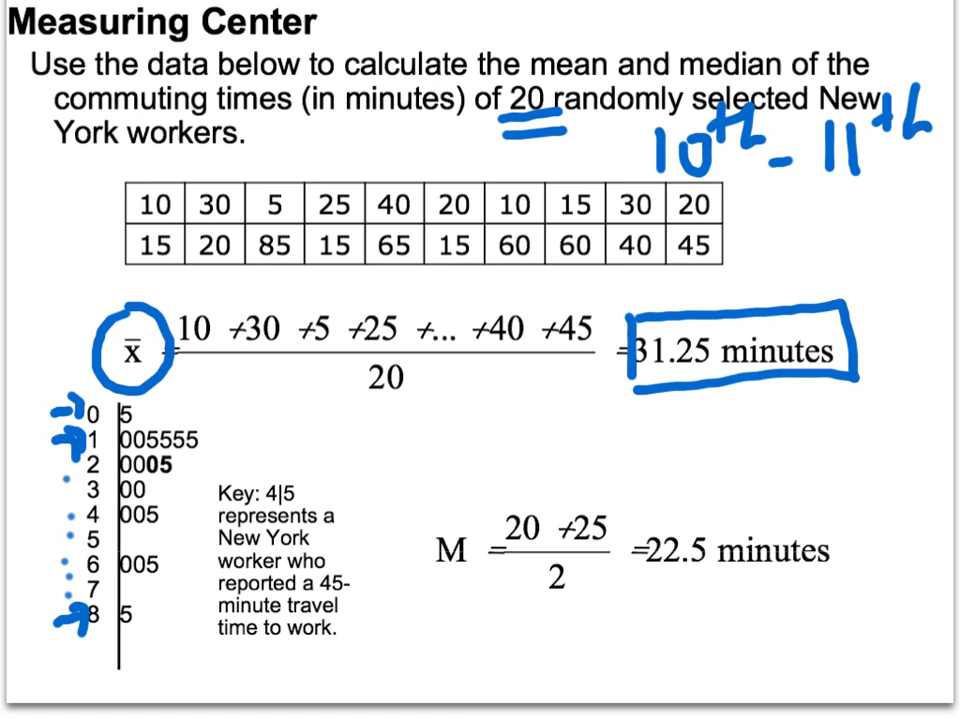 Measuring Center
Use the data below to calculate the mean and median of the
commuting times (in minutes) of 20 randomly selected New
York workers.
10th - 11th
10 30 5 25 40 20 10 15 30 20
15 20 85 15 65 15 60 60 40 45
x̄ = 10 + 30 + 5 + 25 + ... + 40 + 45 = 31.25 minutes
20
0 5
1 005555
2 0005
3 00
4 005
5
6 005
7
8 5
Key: 4|5
represents a
New York
worker who
reported a 45-
minute travel
time to work.
M = 20 + 25 = 22.5 minutes
2